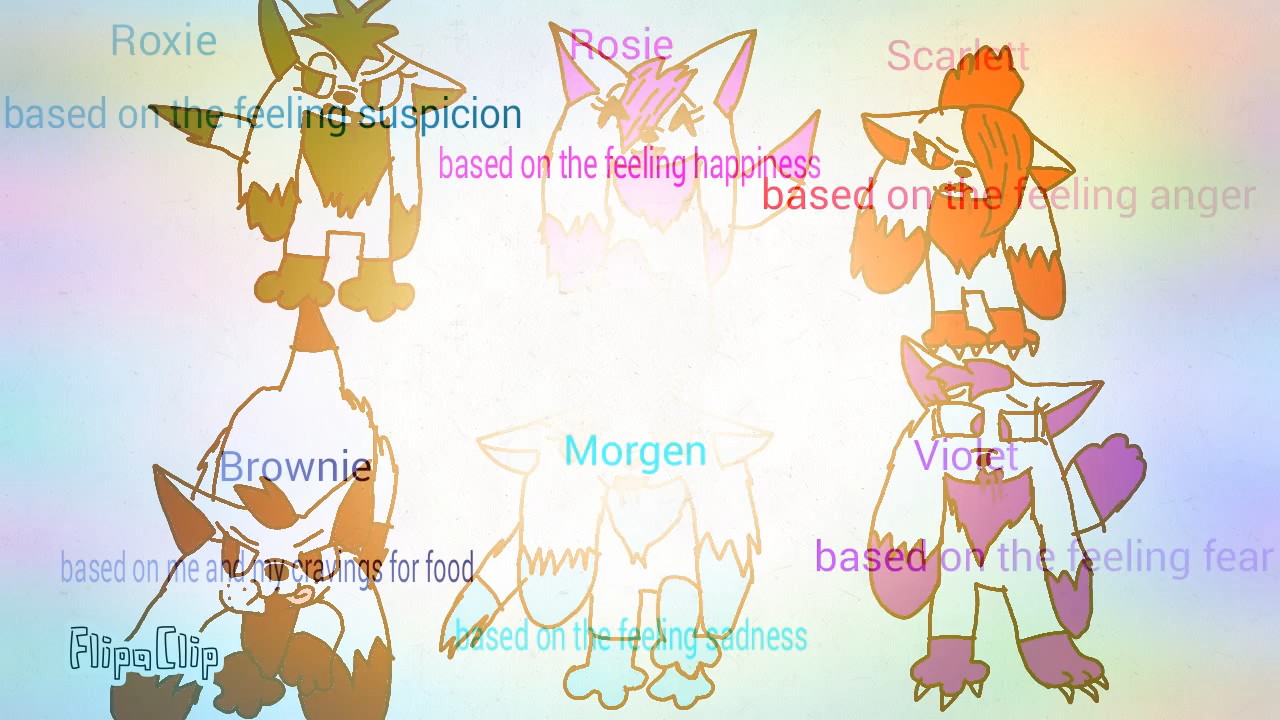 Roxie
based on the feeling suspicion
Rosie
based on the feeling happiness
Scarlett
based on the feeling anger
Brownie
based on me and my cravings for food
Morgen
based on the feeling sadness
Violet
based on the feeling fear
FlipaClip